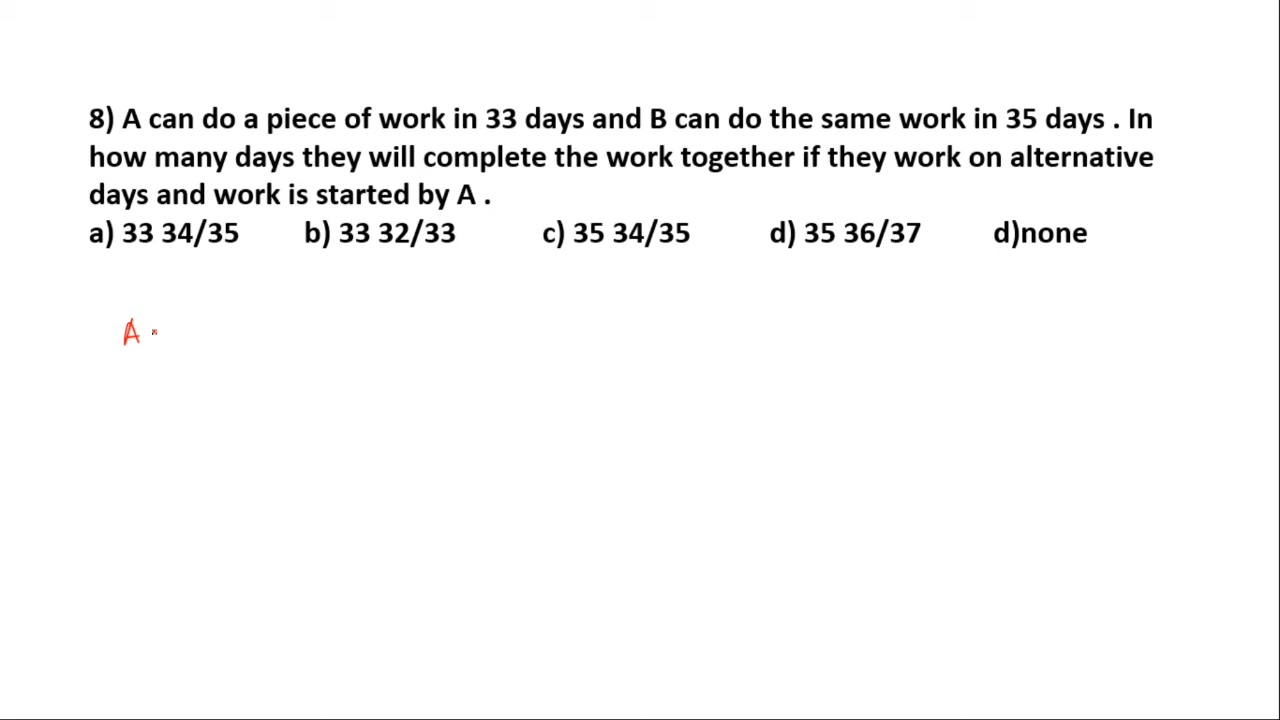 8) A can do a piece of work in 33 days and B can do the same work in 35 days . In
how many days they will complete the work together if they work on alternative
days and work is started by A .
a) 33 34/35 b) 33 32/33 c) 35 34/35 d) 35 36/37 d)none
A